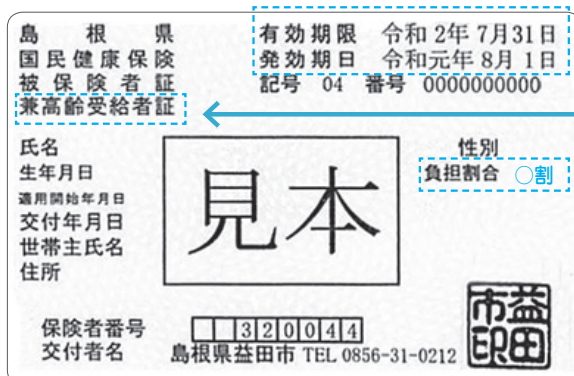 島根県
国民健康保険
被保険者証
兼高齢受給者証
有効期限 令和 2年 7月31日
発効期日 令和元年 8月 1日
記号 04 番号 0000000000
氏名
性別
生年月日
負担割合 ○割
適用開始年月日
交付年月日
世帯主氏名
住所
見本
保険者番号 320044
交付者名 島根県益田市 TEL 0856-31-0212
益田市印